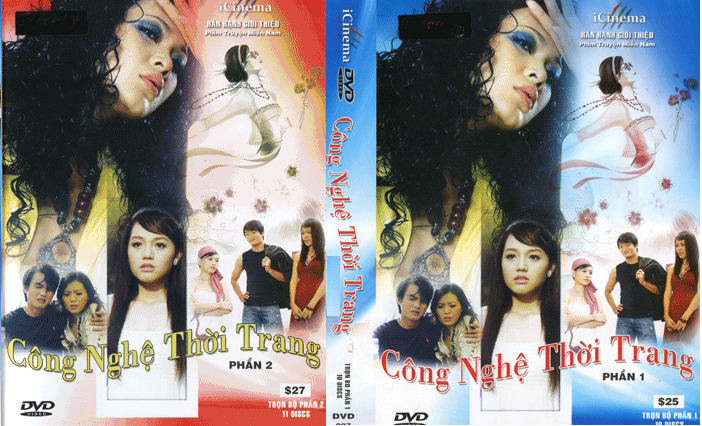 iCinema
HÂN HẠNH GIỚI THIỆU
Phim Truyện Miền Nam
Công Nghệ Thời Trang
PHẦN 2
$27
DVD
VIDEO
TRỌN BỘ PHẦN 2
11 DISCS
iCinema
DVD
VIDEO
Công Nghệ Thời Trang
TRỌN BỘ PHẦN 1
10 DISCS
DVD
iCinema
HÂN HẠNH GIỚI THIỆU
Phim Truyện Miền Nam
Công Nghệ Thời Trang
PHẦN 1
$25
DVD
VIDEO
TRỌN BỘ PHẦN 1
10 DISCS